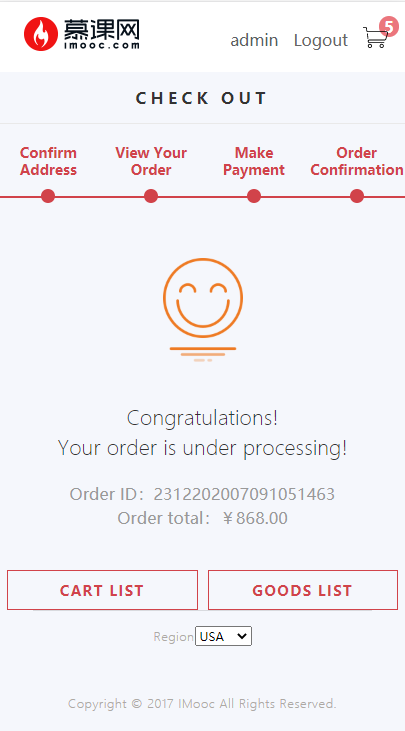 慕课网
imooc.com
admin Logout 5
CHECK OUT
Confirm
Address
View Your
Order
Make
Payment
Order
Confirmation
Congratulations!
Your order is under processing!
Order ID：2312202007091051463
Order total：￥868.00
CART LIST GOODS LIST
Region USA
Copyright © 2017 IMooc All Rights Reserved.